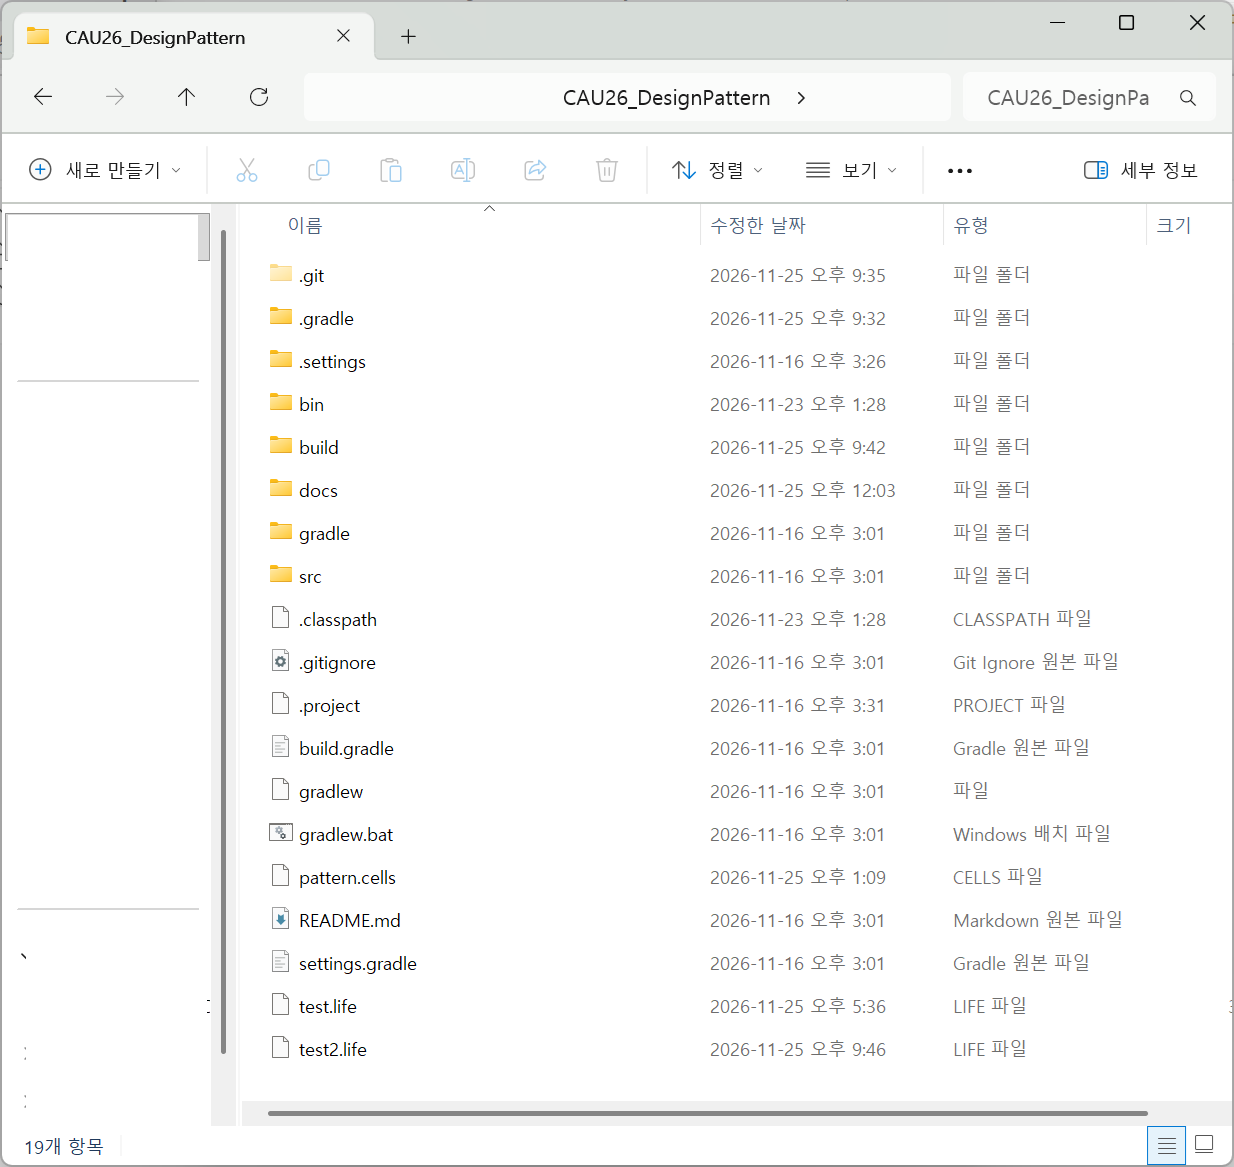 CAU26_DesignPattern
CAU26_DesignPattern
CAU26_DesignPa
새로 만들기
정렬
보기
세부 정보
이름 수정한 날짜 유형 크기
.git 2026-11-25 오후 9:35 파일 폴더
.gradle 2026-11-25 오후 9:32 파일 폴더
.settings 2026-11-16 오후 3:26 파일 폴더
bin 2026-11-23 오후 1:28 파일 폴더
build 2026-11-25 오후 9:42 파일 폴더
docs 2026-11-25 오후 12:03 파일 폴더
gradle 2026-11-16 오후 3:01 파일 폴더
src 2026-11-16 오후 3:01 파일 폴더
.classpath 2026-11-23 오후 1:28 CLASSPATH 파일
.gitignore 2026-11-16 오후 3:01 Git Ignore 원본 파일
.project 2026-11-16 오후 3:31 PROJECT 파일
build.gradle 2026-11-16 오후 3:01 Gradle 원본 파일
gradlew 2026-11-16 오후 3:01 파일
gradlew.bat 2026-11-16 오후 3:01 Windows 배치 파일
pattern.cells 2026-11-25 오후 1:09 CELLS 파일
README.md 2026-11-16 오후 3:01 Markdown 원본 파일
settings.gradle 2026-11-16 오후 3:01 Gradle 원본 파일
test.life 2026-11-25 오후 5:36 LIFE 파일
test2.life 2026-11-25 오후 9:46 LIFE 파일
19개 항목